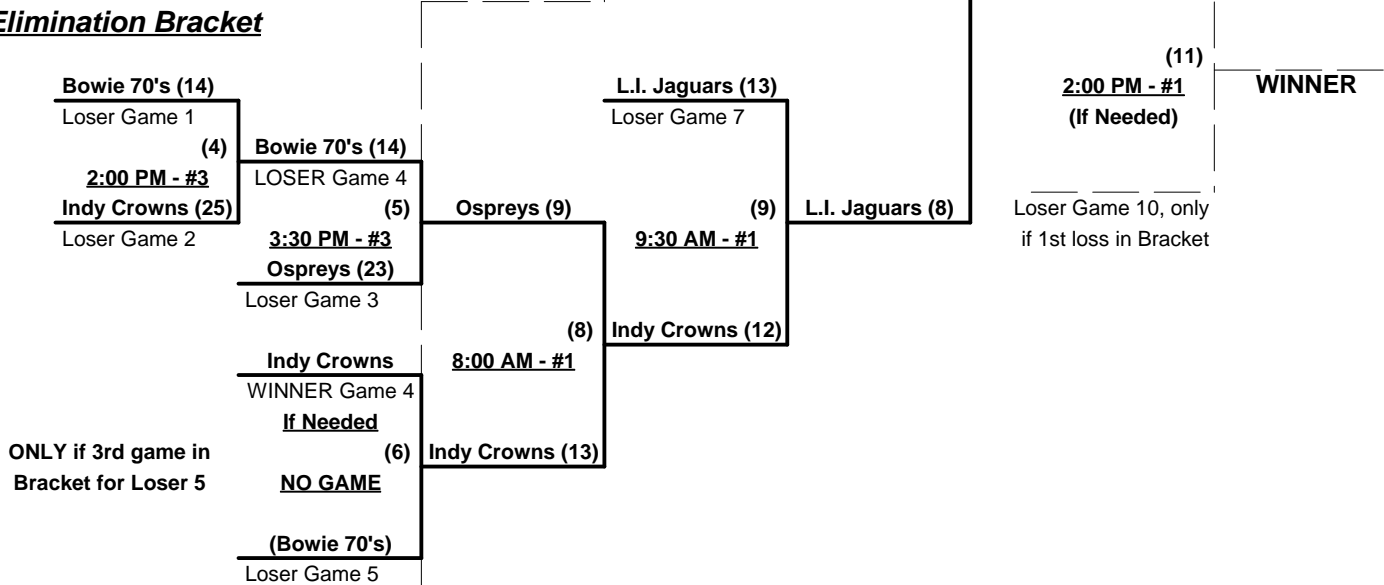 Elimination Bracket
Bowie 70's (14)
Loser Game 1
(4)
2:00 PM - #3
Indy Crowns (25)
Loser Game 2
Bowie 70's (14)
LOSER Game 4
(5)
3:30 PM - #3
Ospreys (23)
Loser Game 3
Indy Crowns
WINNER Game 4
If Needed
(6)
NO GAME
(Bowie 70's)
Loser Game 5
ONLY if 3rd game in
Bracket for Loser 5
Ospreys (9)
(8)
8:00 AM - #1
Indy Crowns (13)
L.I. Jaguars (13)
Loser Game 7
(9)
9:30 AM - #1
Indy Crowns (12)
L.I. Jaguars (8)
(11)
2:00 PM - #1
(If Needed)
Loser Game 10, only
if 1st loss in Bracket
WINNER